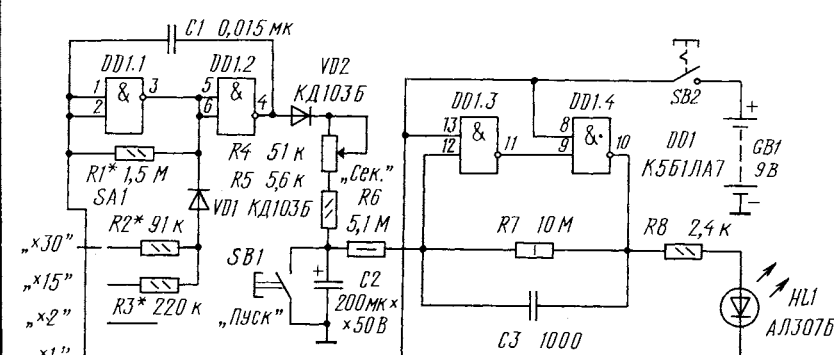 C1 0,015 мк
DD1.1
DD1.2
VD2
КД103Б
1
2
&
3
5
6
&
4
R1* 1,5 М
SA1
R4 51 к
R5 5,6 к
„Сек."
R6
5,1 М
VD1 КД103Б
R2* 91 к
„×30"
„×15"
R3* 220 к
„×2"
„×1"
SB1
„Пуск"
+
C2
200мк×
×50В
DD1.3
13
12
&
11
DD1.4
8
9
&
10
SB2
DD1
К561ЛА7
+
GB1
9В
−
R7 10 М
R8 2,4 к
C3 1000
HL1
АЛ307Б